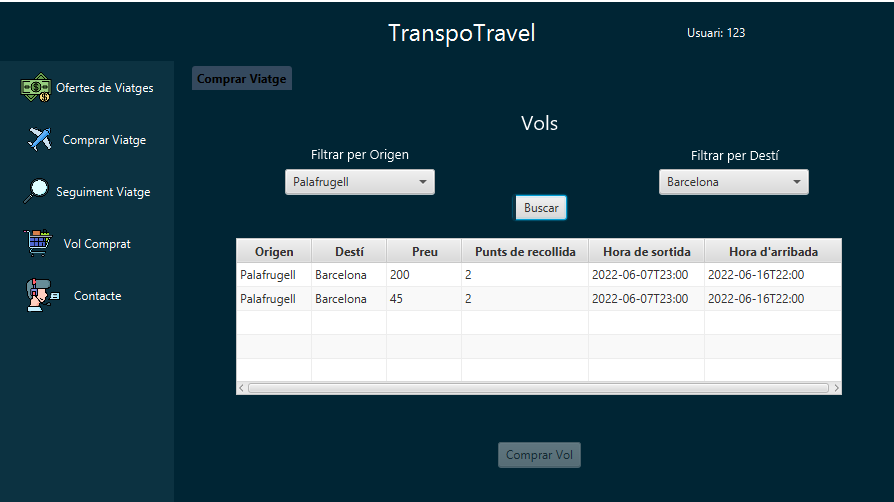 TranspoTravel
Usuari: 123
Ofertes de Viatges
Comprar Viatge
Seguiment Viatge
Vol Comprat
Contacte
Comprar Viatge
Vols
Filtrar per Origen
Filtrar per Destí
Palafrugell
Barcelona
Buscar
Origen Destí Preu Punts de recollida Hora de sortida Hora d'arribada
Palafrugell Barcelona 200 2 2022-06-07T23:00 2022-06-16T22:00
Palafrugell Barcelona 45 2 2022-06-07T23:00 2022-06-16T22:00
Comprar Vol